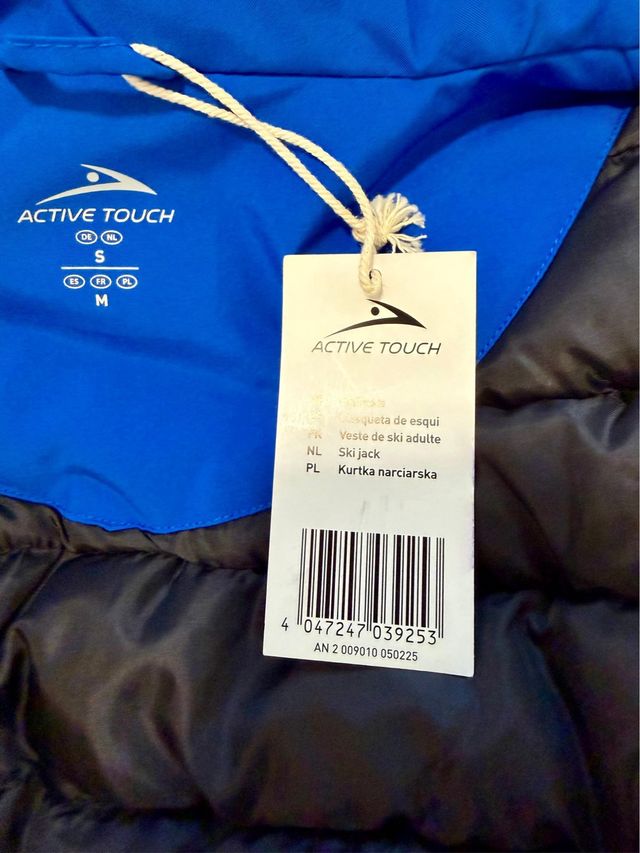 ACTIVE TOUCH
DE NL
S
ES FR PL
M
ACTIVE TOUCH
de esqui
FR Veste de ski adulte
NL Ski jack
PL Kurtka narciarska
4 047247 039253
AN 2 009010 050225